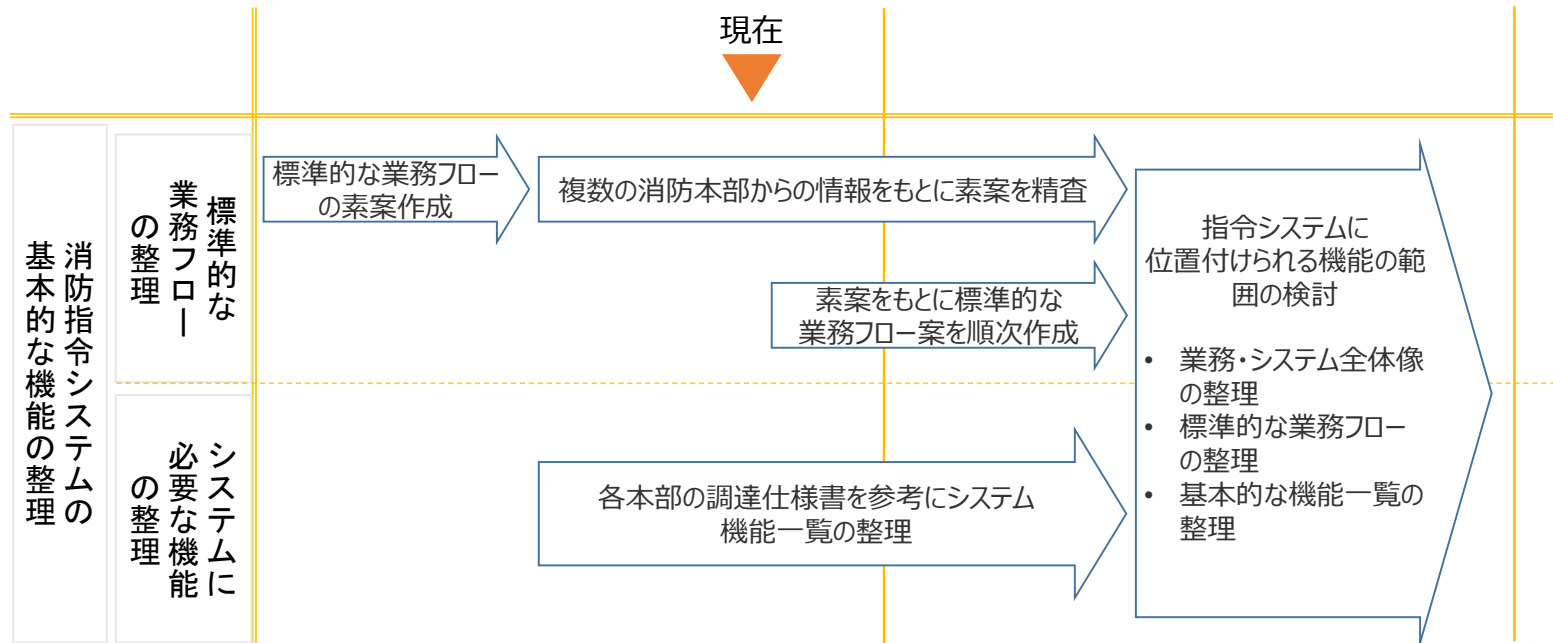 現在
消防指令システムの
基本的な機能の整理
標準的な
業務フロー
の整理
標準的な業務フロー
の素案作成
複数の消防本部からの情報をもとに素案を精査
素案をもとに標準的な
業務フロー案を順次作成
システムに
必要な機能
の整理
各本部の調達仕様書を参考にシステム
機能一覧の整理
指令システムに
位置付けられる機能の範
囲の検討
• 業務・システム全体像
の整理
• 標準的な業務フロー
の整理
• 基本的な機能一覧の
整理